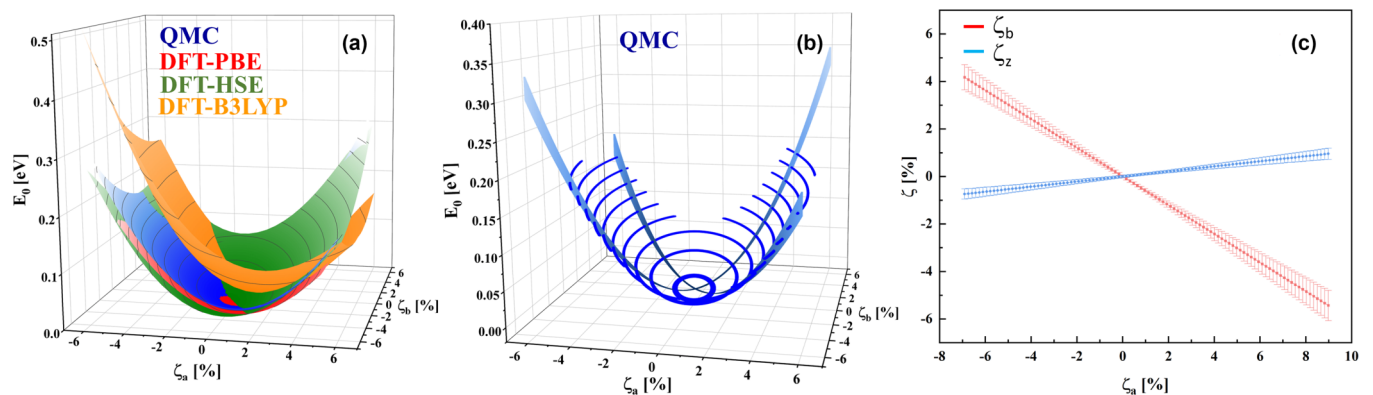 (a)
QMC
DFT-PBE
DFT-HSE
DFT-B3LYP
E₀ [eV]
0.5
0.4
0.3
0.2
0.1
0.0
-6 -4 -2 0 2 4 6
ζₐ [%]
6
4
2
0
-2
-4
-6
ζ_b [%]
(b)
QMC
E₀ [eV]
0.40
0.35
0.30
0.25
0.20
0.15
0.10
0.05
0.00
-6 -4 -2 0 2 4 6
ζₐ [%]
6
4
2
0
-2
-4
-6
ζ_b [%]
(c)
ζ_b
ζ_z
ζ [%]
6
4
2
0
-2
-4
-6
-8 -6 -4 -2 0 2 4 6 8 10
ζₐ [%]